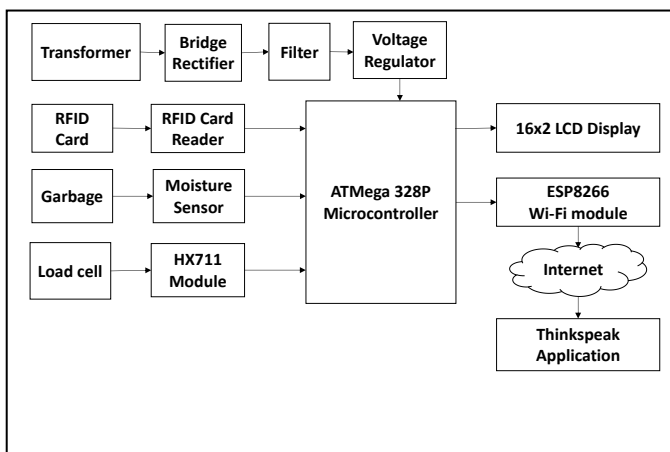 Transformer
Bridge
Rectifier
Filter
Voltage
Regulator
RFID
Card
RFID Card
Reader
ATMega 328P
Microcontroller
16x2 LCD Display
Garbage
Moisture
Sensor
ESP8266
Wi-Fi module
Load cell
HX711
Module
Internet
Thinkspeak
Application